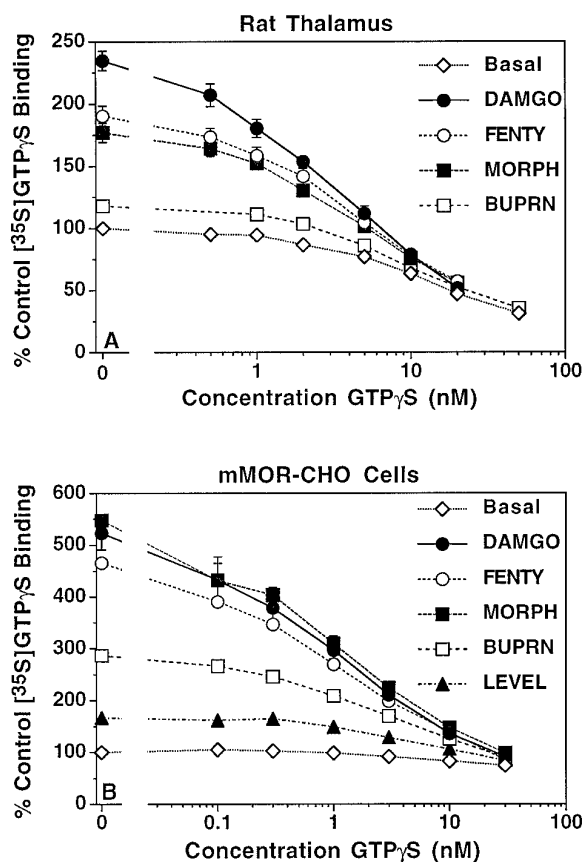 Rat Thalamus
% Control [³⁵S]GTPγS Binding
250
200
150
100
50
0
A
Basal
DAMGO
FENTY
MORPH
BUPRN
0 1 10 100
Concentration GTPγS (nM)
mMOR-CHO Cells
% Control [³⁵S]GTPγS Binding
600
500
400
300
200
100
0
B
Basal
DAMGO
FENTY
MORPH
BUPRN
LEVEL
0 0.1 1 10 100
Concentration GTPγS (nM)